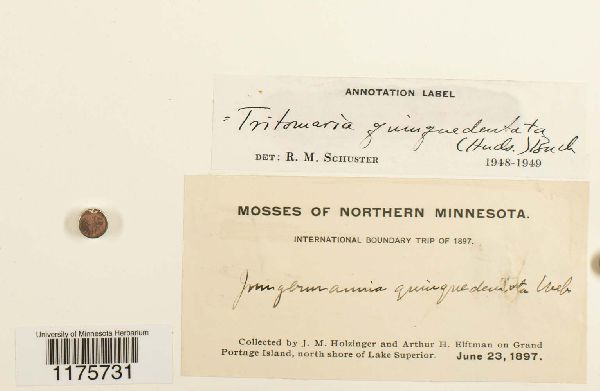 ANNOTATION LABEL
= Tritomaria quinquedentata
(Huds.) Buch
DET: R. M. SCHUSTER 1948-1949
MOSSES OF NORTHERN MINNESOTA.
INTERNATIONAL BOUNDARY TRIP OF 1897.
Jungermannia quinquedentata Web
Collected by J. M. Holzinger and Arthur H. Elftman on Grand
Portage Island, north shore of Lake Superior. June 23, 1897.
University of Minnesota Herbarium
1175731